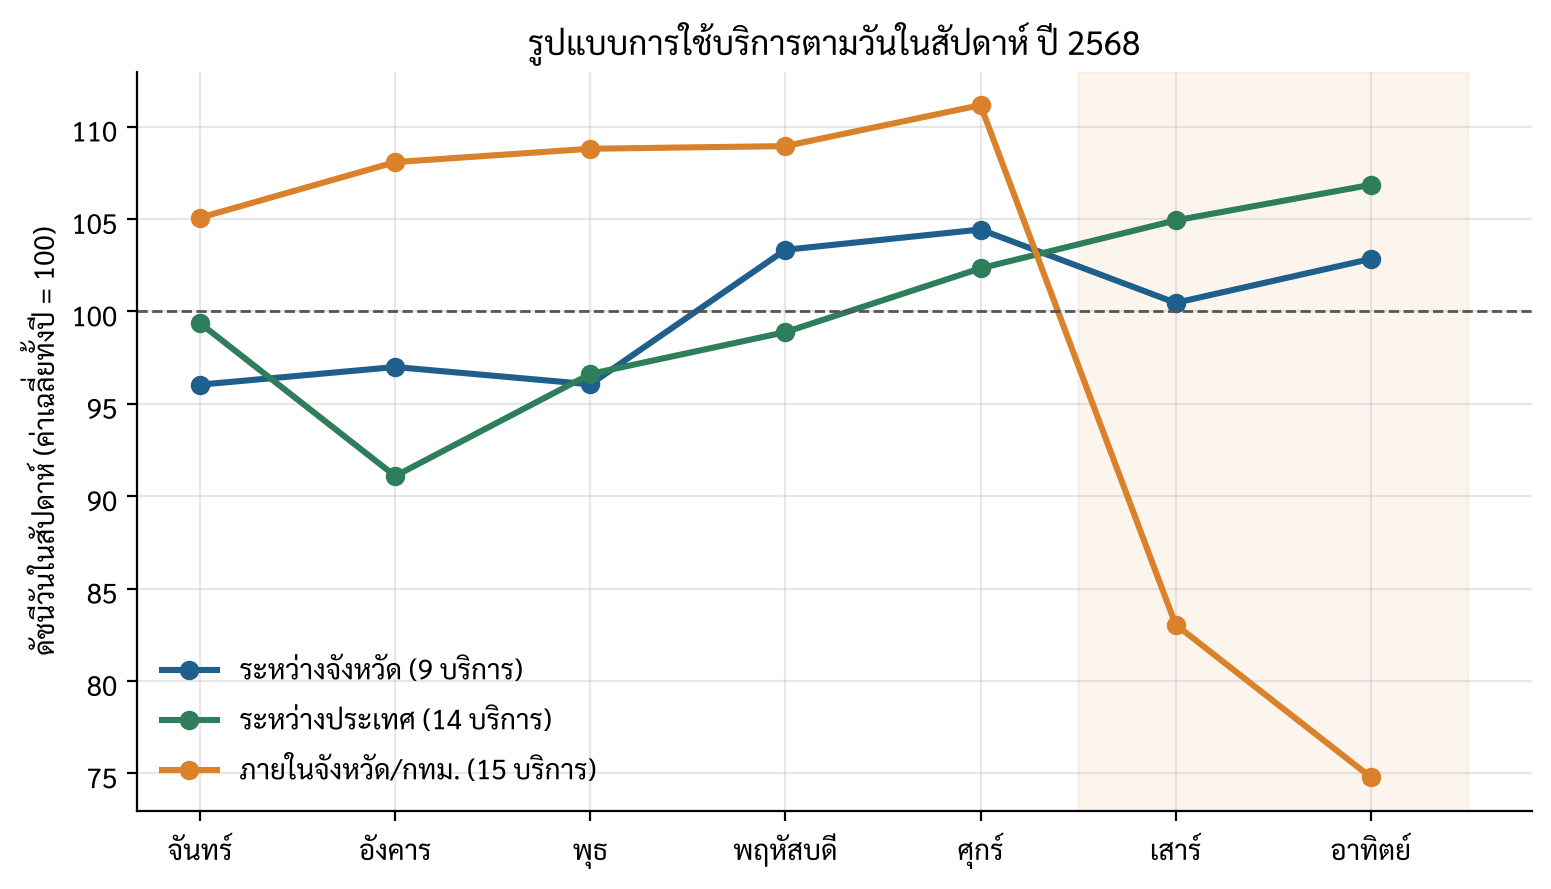 รูปแบบการใช้บริการตามวันในสัปดาห์ ปี 2568
ดัชนีวันในสัปดาห์ (ค่าเฉลี่ยทั้งปี = 100)
110
105
100
95
90
85
80
75
ระหว่างจังหวัด (9 บริการ)
ระหว่างประเทศ (14 บริการ)
ภายในจังหวัด/กทม. (15 บริการ)
จันทร์ อังคาร พุธ พฤหัสบดี ศุกร์ เสาร์ อาทิตย์